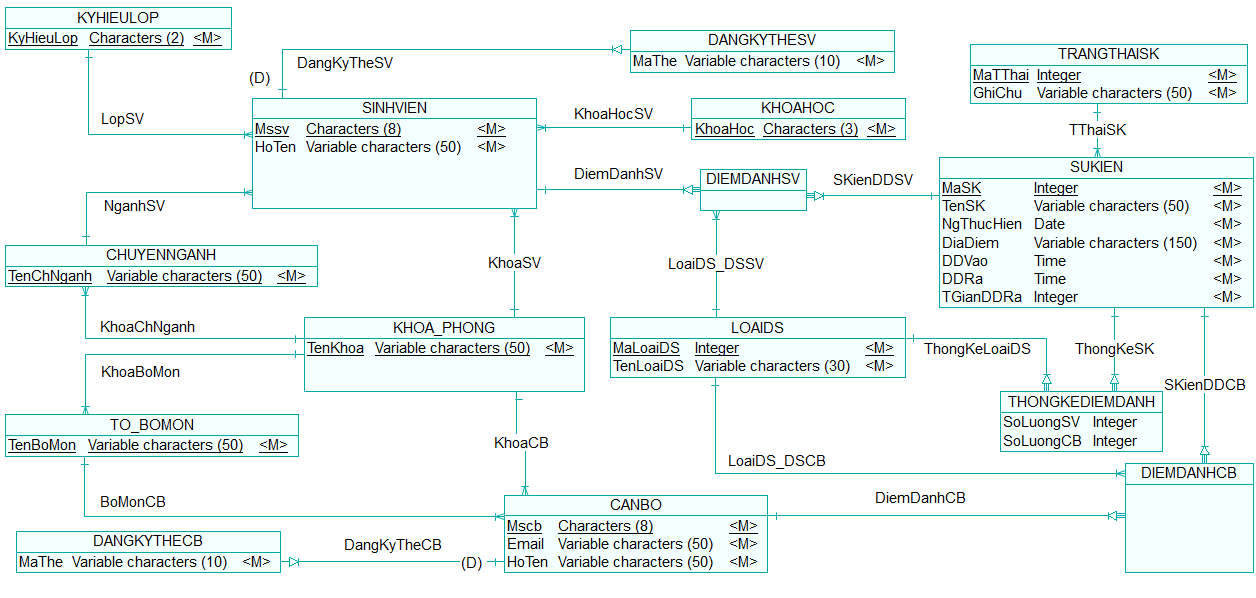 KYHIEULOP
KyHieuLop Characters (2) <M>
DANGKYTHESV
MaThe Variable characters (10) <M>
DangKyTheSV
(D)
TRANGTHAISK
MaTThai Integer <M>
GhiChu Variable characters (50) <M>
LopSV
SINHVIEN
Mssv Characters (8) <M>
HoTen Variable characters (50) <M>
KhoaHocSV
KHOAHOC
KhoaHoc Characters (3) <M>
TThaiSK
DiemDanhSV
DIEMDANHSV
SKienDDSV
SUKIEN
MaSK Integer <M>
TenSK Variable characters (50) <M>
NgThucHien Date <M>
DiaDiem Variable characters (150) <M>
DDVao Time <M>
DDRa Time <M>
TGianDDRa Integer <M>
NganhSV
CHUYENNGANH
TenChNganh Variable characters (50) <M>
KhoaSV
LoaiDS_DSSV
KhoaChNganh
KHOA_PHONG
TenKhoa Variable characters (50) <M>
LOAIDS
MaLoaiDS Integer <M>
TenLoaiDS Variable characters (30) <M>
ThongKeLoaiDS
ThongKeSK
SKienDDCB
KhoaBoMon
THONGKEDIEMDANH
SoLuongSV Integer
SoLuongCB Integer
TO_BOMON
TenBoMon Variable characters (50) <M>
KhoaCB
LoaiDS_DSCB
DIEMDANHCB
BoMonCB
CANBO
Mscb Characters (8) <M>
Email Variable characters (50) <M>
HoTen Variable characters (50) <M>
DiemDanhCB
DANGKYTHECB
MaThe Variable characters (10) <M>
DangKyTheCB
(D)